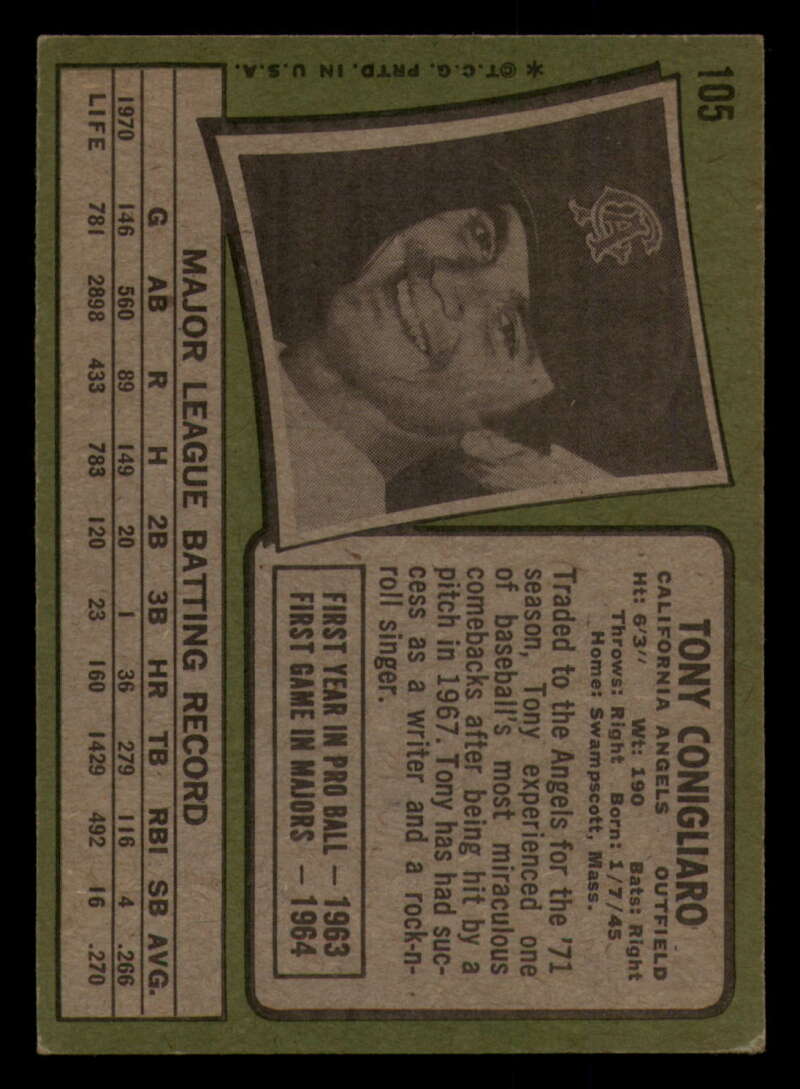 105
CA
TONY CONIGLIARO
CALIFORNIA ANGELS OUTFIELD
Ht: 6'3" Wt: 190 Bats: Right
Throws: Right Born: 1/7/45
Home: Swampscott, Mass.
Traded to the Angels for the '71
season, Tony experienced one
of baseball's most miraculous
comebacks after being hit by a
pitch in 1967. Tony has had suc-
cess as a writer and a rock-n-
roll singer.
FIRST YEAR IN PRO BALL — 1963
FIRST GAME IN MAJORS — 1964
MAJOR LEAGUE BATTING RECORD
G AB R H 2B 3B HR TB RBI SB AVG.
1970 146 560 89 149 20 1 36 279 116 4 .266
LIFE 781 2898 433 783 120 23 160 1429 492 16 .270
* ©T.C.G. PRTD. IN U.S.A.